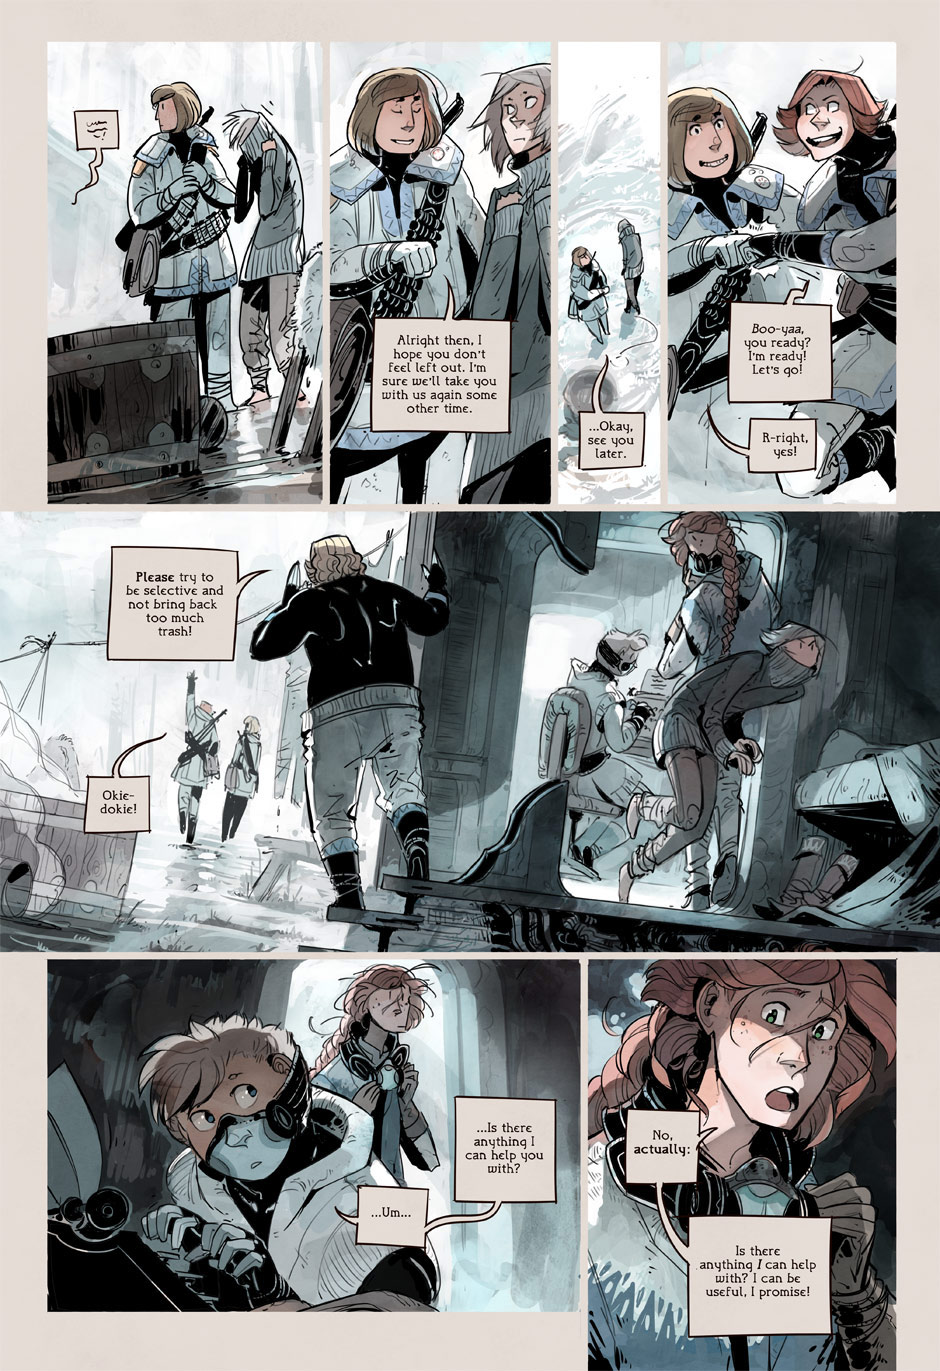 Alright then, I
hope you don't
feel left out. I'm
sure we'll take you
with us again some
other time.
...Okay,
see you
later.
Boo-yaa,
you ready?
I'm ready!
Let's go!
R-right,
yes!
Please try to
be selective and
not bring back
too much
trash!
Okie-
dokie!
...Is there
anything I
can help you
with?
...Um...
No,
actually:
Is there
anything I can help
with? I can be
useful, I promise!